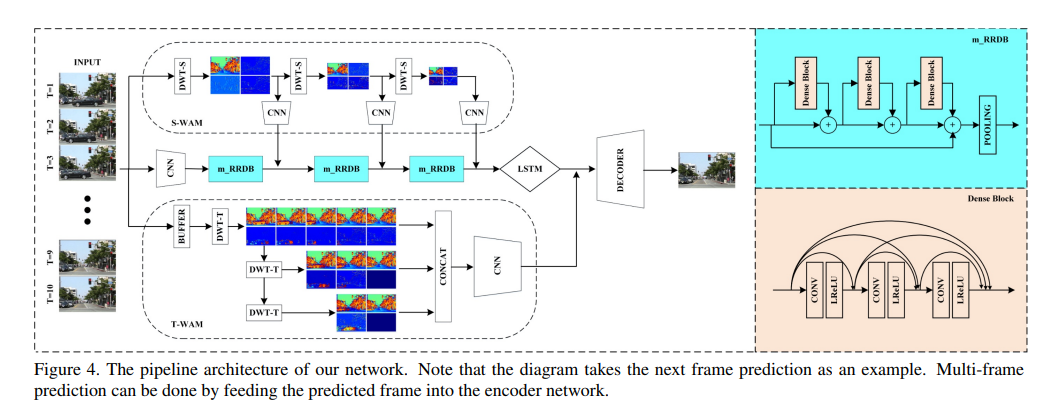 INPUT
T=1
T=2
T=3
T=9
T=10
DWT-S
DWT-S
DWT-S
CNN
CNN
CNN
S-WAM
CNN
m_RRDB
m_RRDB
m_RRDB
LSTM
DECODER
BUFFER
DWT-T
DWT-T
DWT-T
CONCAT
CNN
T-WAM
m_RRDB
Dense Block
Dense Block
Dense Block
+
+
+
POOLING
Dense Block
CONV
LReLU
CONV
LReLU
CONV
LReLU
Figure 4. The pipeline architecture of our network. Note that the diagram takes the next frame prediction as an example. Multi-frame
prediction can be done by feeding the predicted frame into the encoder network.